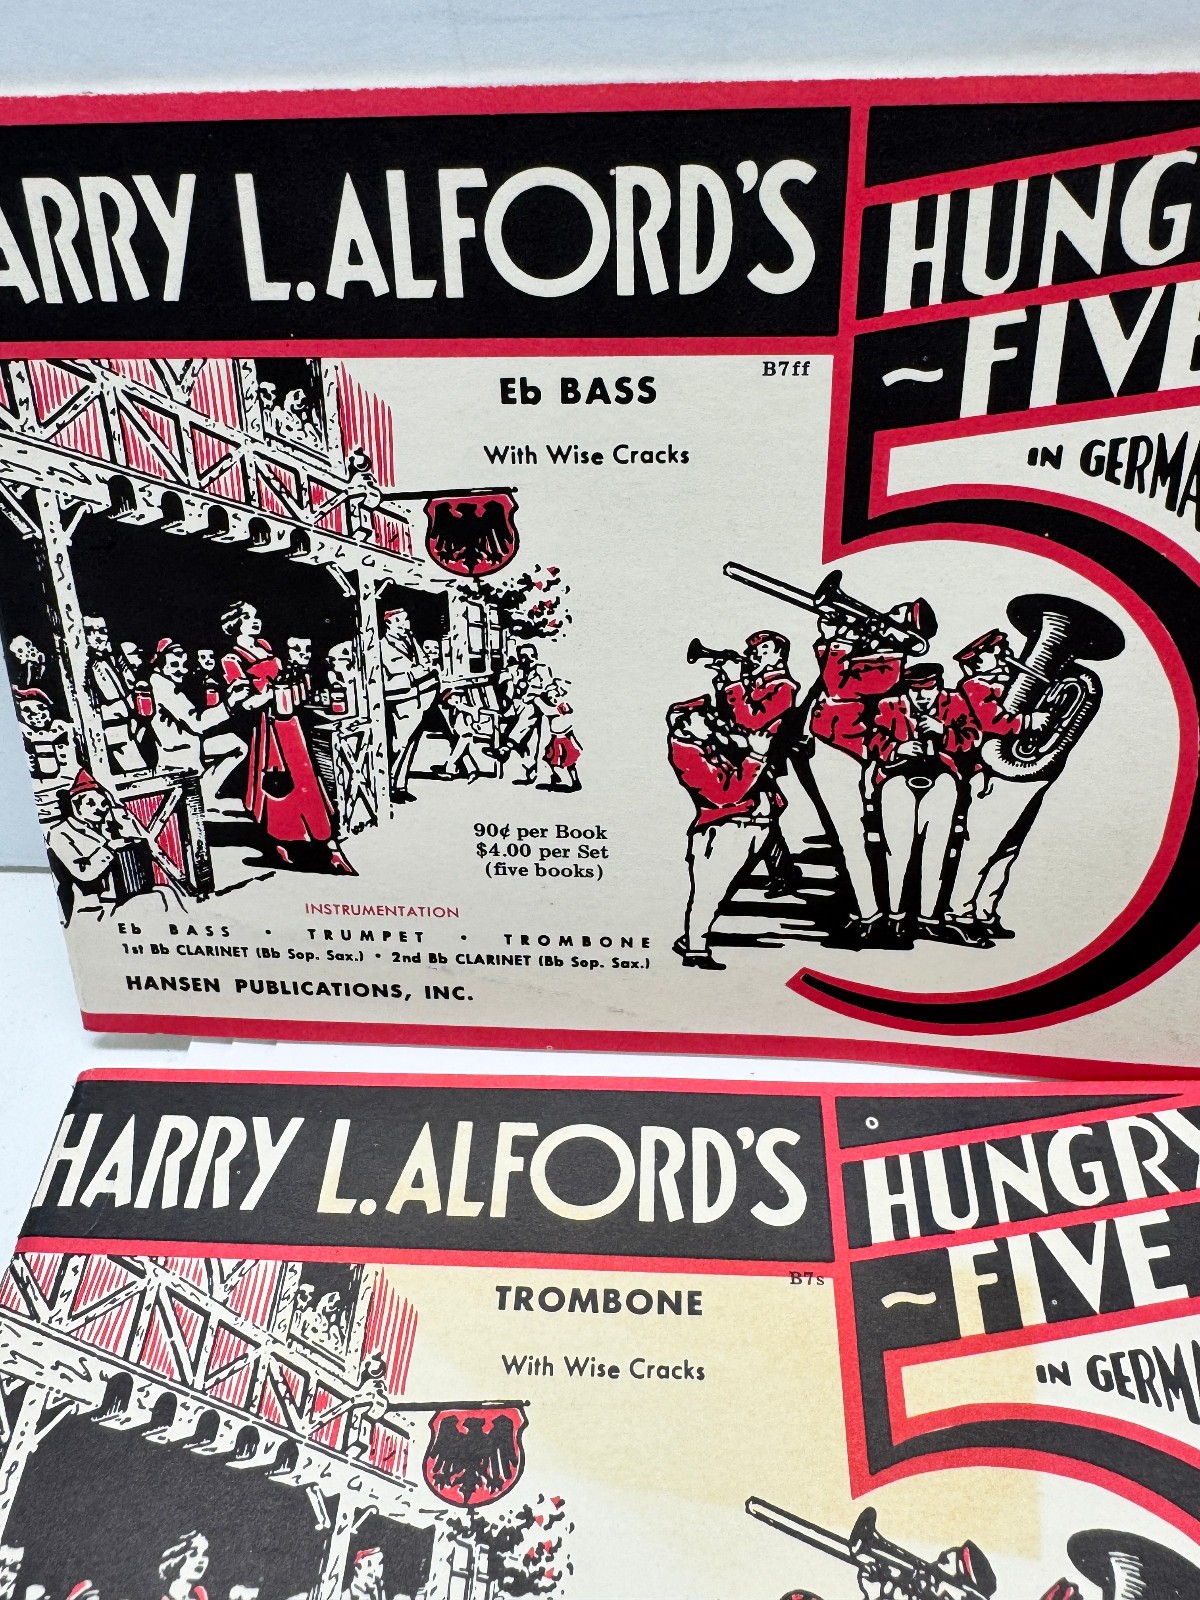 ARRY L. ALFORD'S
HUNG
~FIVE
IN GERMA
B7ff
Eb BASS
With Wise Cracks
90¢ per Book
$4.00 per Set
(five books)
INSTRUMENTATION
Eb BASS • TRUMPET • TROMBONE
1st Bb CLARINET (Bb Sop. Sax.) • 2nd Bb CLARINET (Bb Sop. Sax.)
HANSEN PUBLICATIONS, INC.
HARRY L. ALFORD'S
HUNGRY
~FIVE
IN GERMA
B7s
TROMBONE
With Wise Cracks